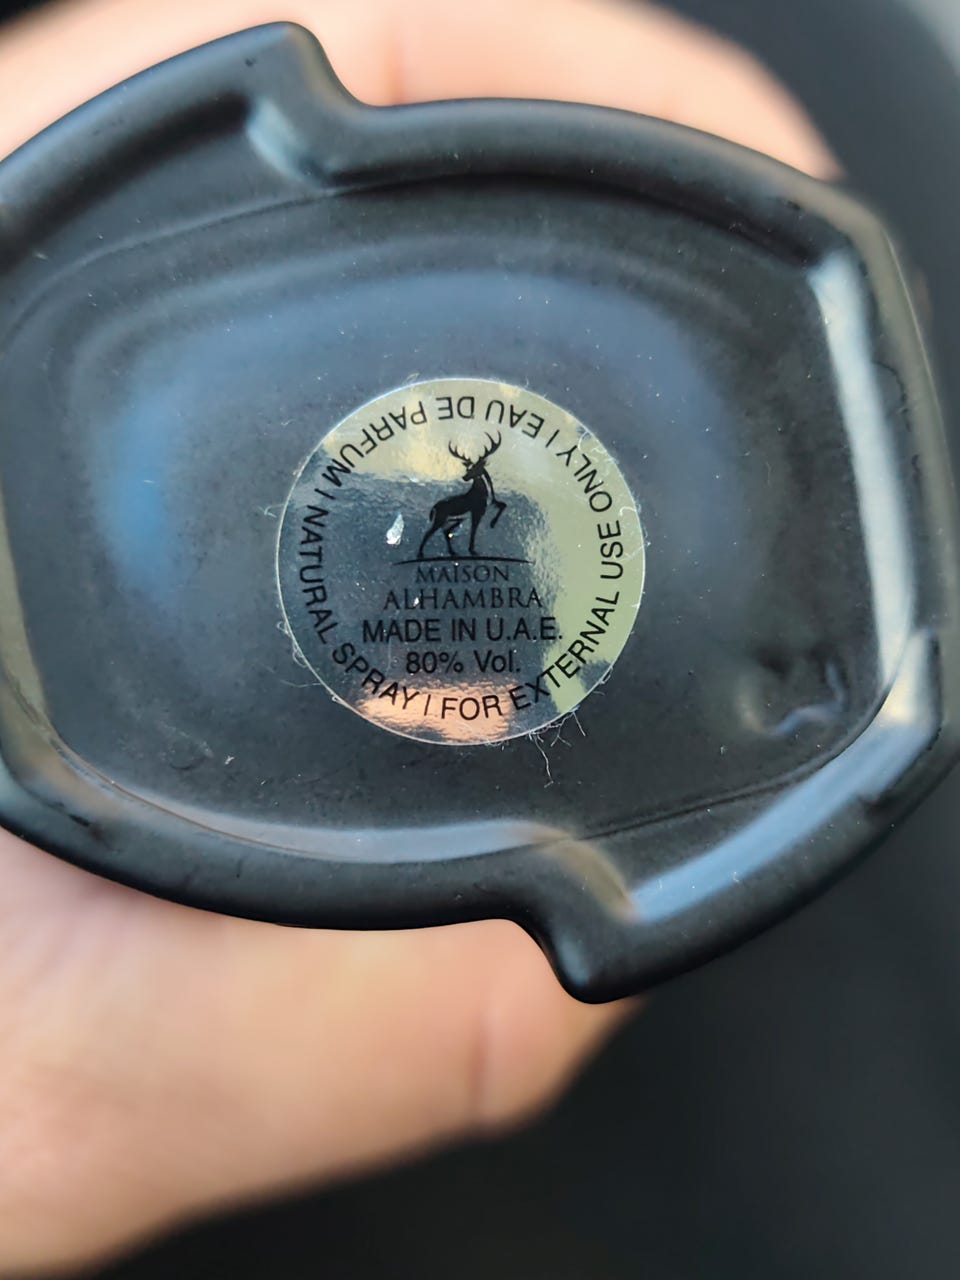 EAU DE PARFUM | NATURAL SPRAY | FOR EXTERNAL USE ONLY |
MAISON
ALHAMBRA
MADE IN U.A.E.
80% Vol.